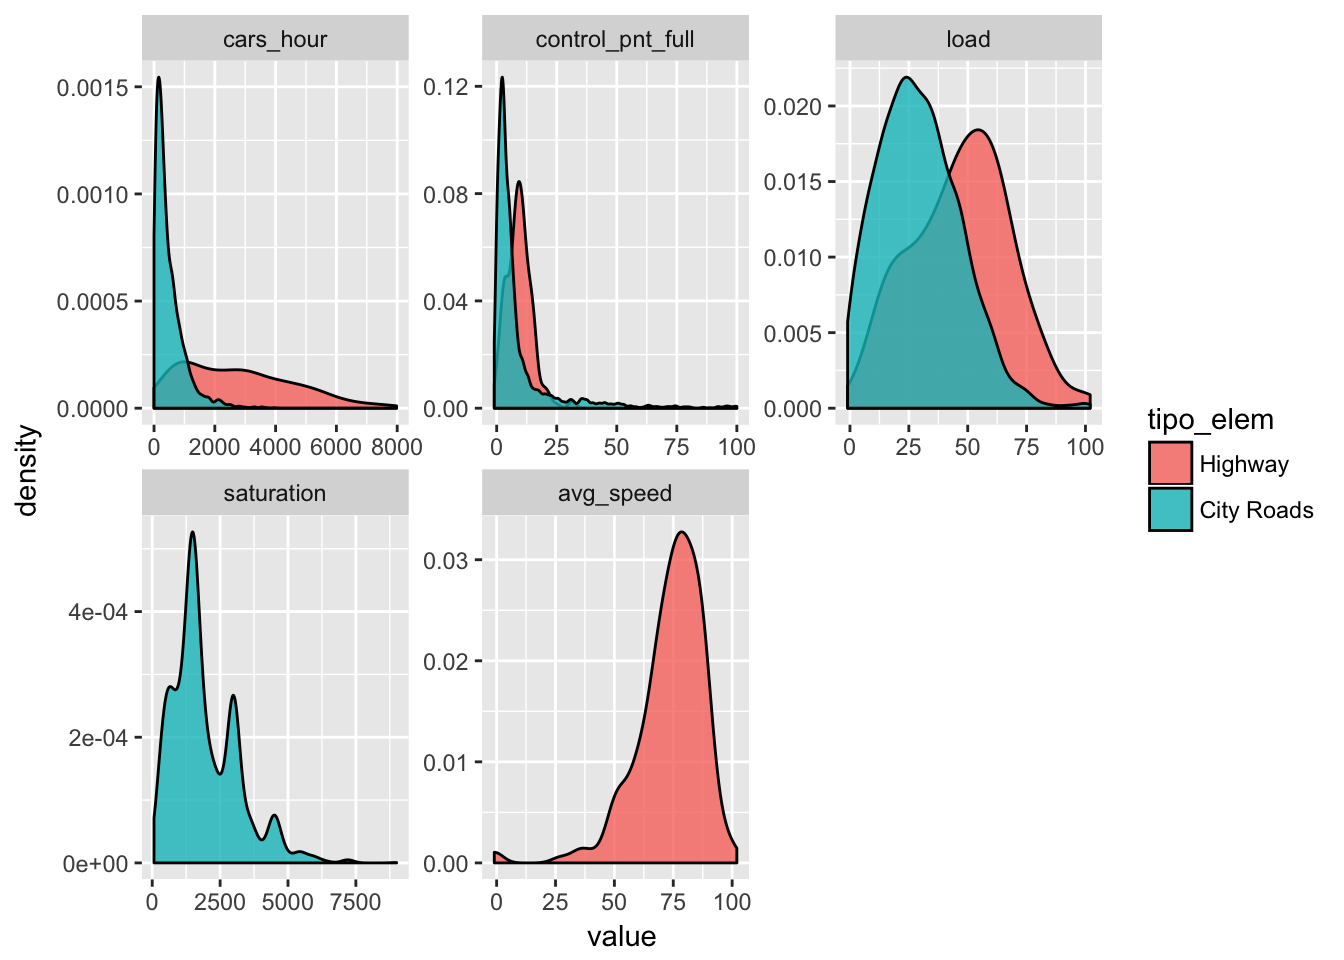 cars_hour
control_pnt_full
load
0.0015
0.0010
0.0005
0.0000
0.12
0.08
0.04
0.00
0.020
0.015
0.010
0.005
0.000
0 2000 4000 6000 8000
0 25 50 75 100
0 25 50 75 100
density
tipo_elem
Highway
City Roads
saturation
avg_speed
4e-04
2e-04
0e+00
0.03
0.02
0.01
0.00
0 2500 5000 7500
0 25 50 75 100
value